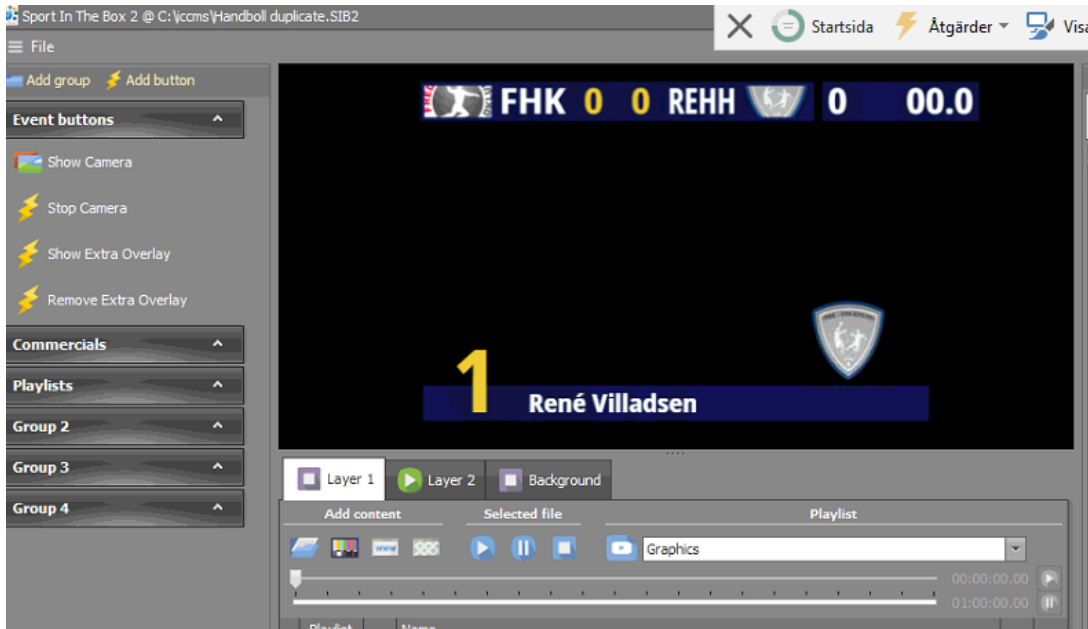 Sport In The Box 2 @ C:\iccms\Handboll duplicate.SIB2
Startsida Åtgärder Visa
File
Add group Add button
Event buttons
Show Camera
Stop Camera
Show Extra Overlay
Remove Extra Overlay
Commercials
Playlists
Group 2
Group 3
Group 4
FHK 0 0 REHH 0 00.0
1
René Villadsen
Layer 1 Layer 2 Background
Add content Selected file Playlist
www Graphics
00:00:00.00
01:00:00.00
Playlist Name